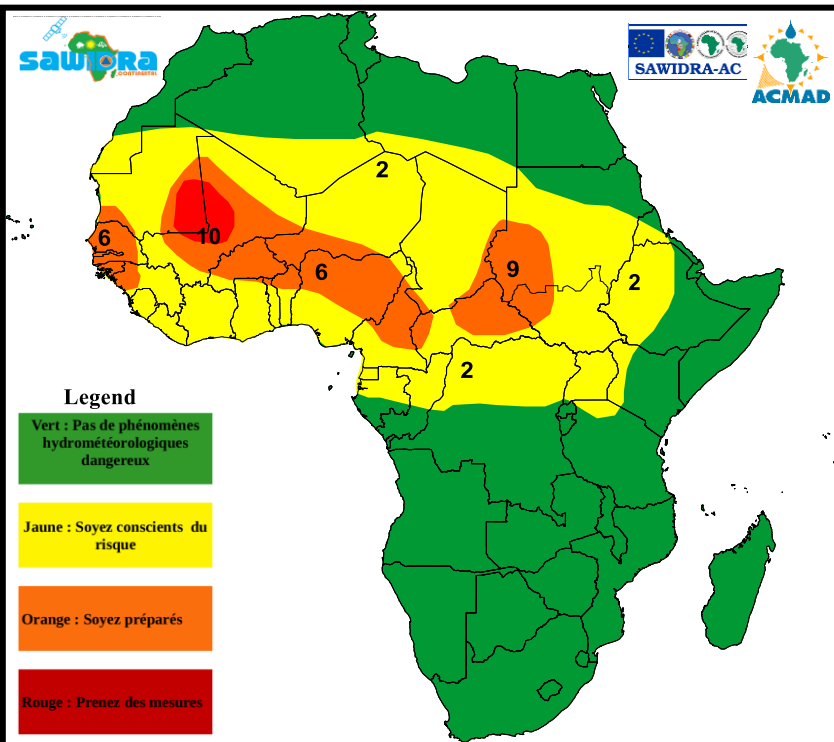 SAWIDRA
CONTINENTAL
SAWIDRA-AC
ACMAD
2
6
10
6
9
2
2
Legend
Vert : Pas de phénomènes
hydrométéorologiques
dangereux
Jaune : Soyez conscients du
risque
Orange : Soyez préparés
Rouge : Prenez des mesures